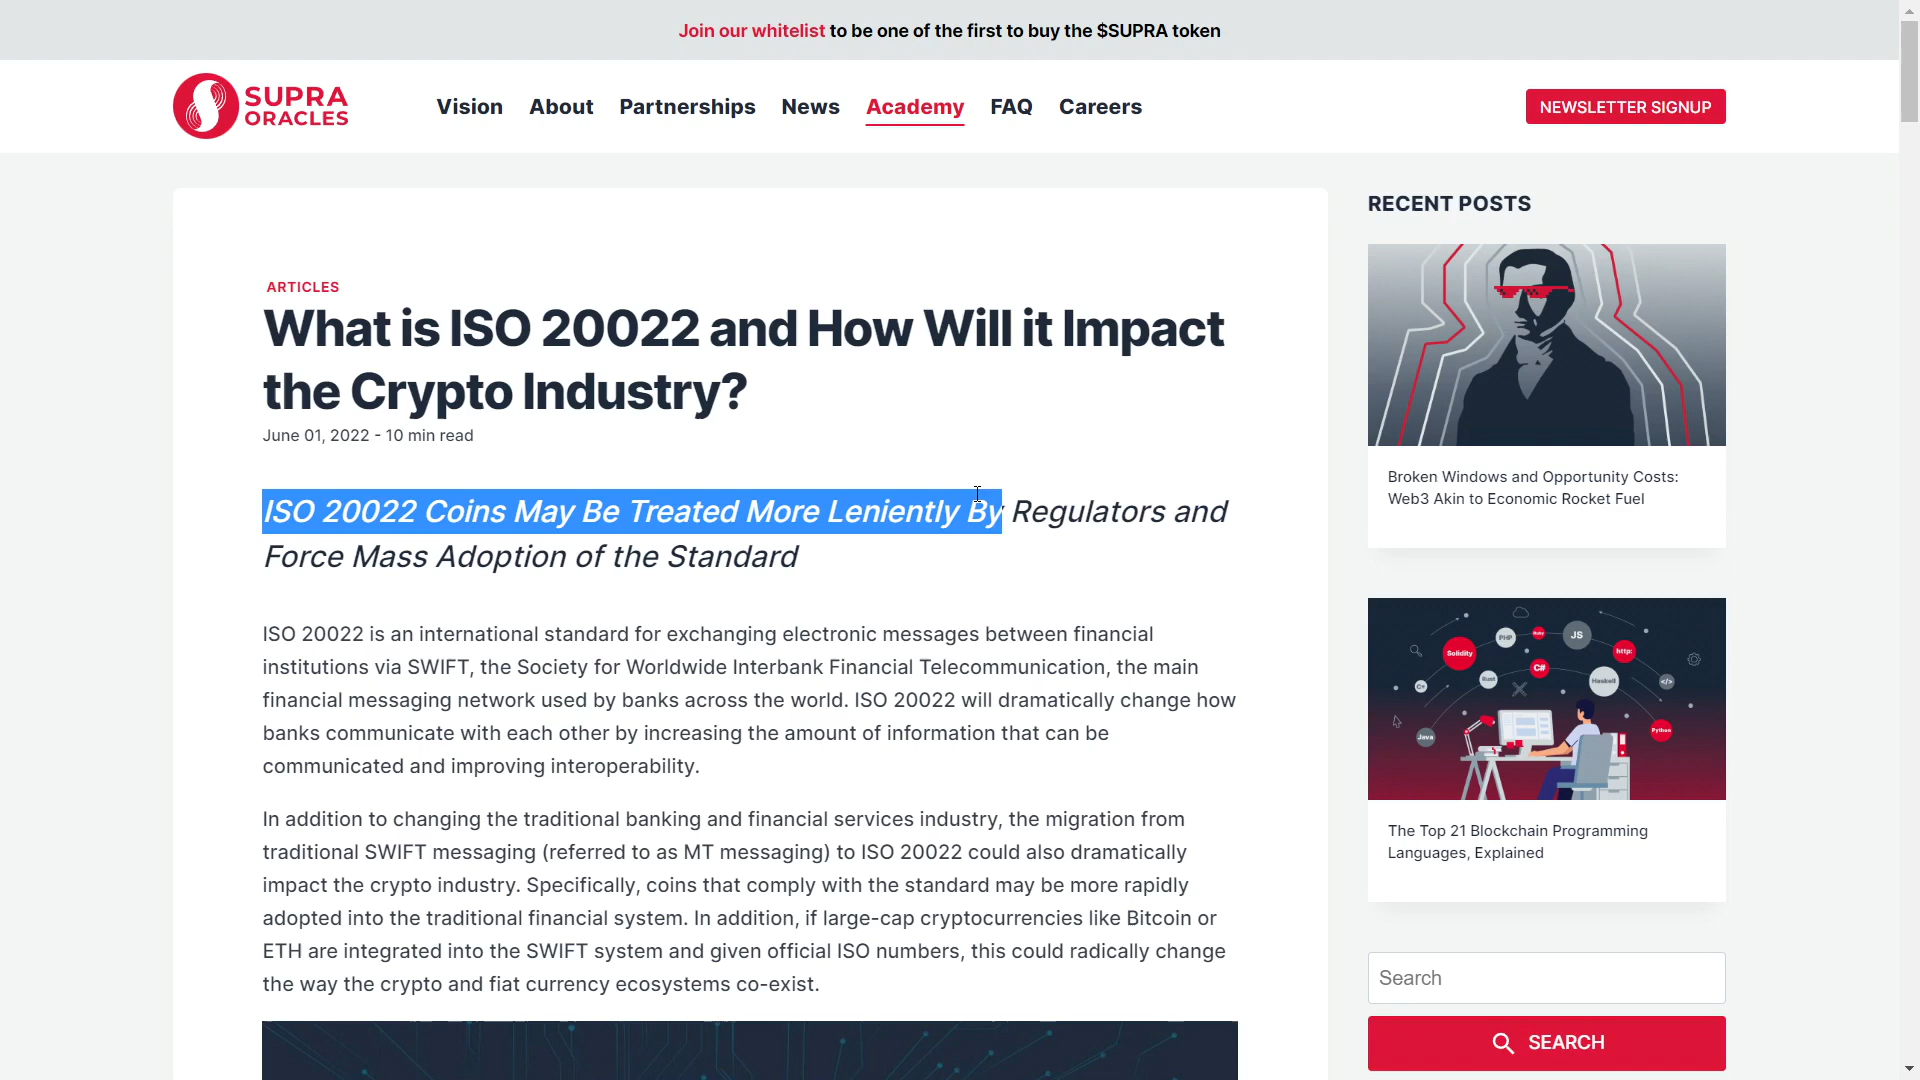 Join our whitelist to be one of the first to buy the $SUPRA token
SUPRA
ORACLES
Vision About Partnerships News Academy FAQ Careers
NEWSLETTER SIGNUP
ARTICLES
What is ISO 20022 and How Will it Impact
the Crypto Industry?
June 01, 2022 - 10 min read
ISO 20022 Coins May Be Treated More Leniently By Regulators and
Force Mass Adoption of the Standard
ISO 20022 is an international standard for exchanging electronic messages between financial
institutions via SWIFT, the Society for Worldwide Interbank Financial Telecommunication, the main
financial messaging network used by banks across the world. ISO 20022 will dramatically change how
banks communicate with each other by increasing the amount of information that can be
communicated and improving interoperability.
In addition to changing the traditional banking and financial services industry, the migration from
traditional SWIFT messaging (referred to as MT messaging) to ISO 20022 could also dramatically
impact the crypto industry. Specifically, coins that comply with the standard may be more rapidly
adopted into the traditional financial system. In addition, if large-cap cryptocurrencies like Bitcoin or
ETH are integrated into the SWIFT system and given official ISO numbers, this could radically change
the way the crypto and fiat currency ecosystems co-exist.
RECENT POSTS
Broken Windows and Opportunity Costs:
Web3 Akin to Economic Rocket Fuel
PHP
Ruby
JS
Solidity
http:
C#
Rust
Haskell
C+
</>
Java
Python
The Top 21 Blockchain Programming
Languages, Explained
Search
SEARCH